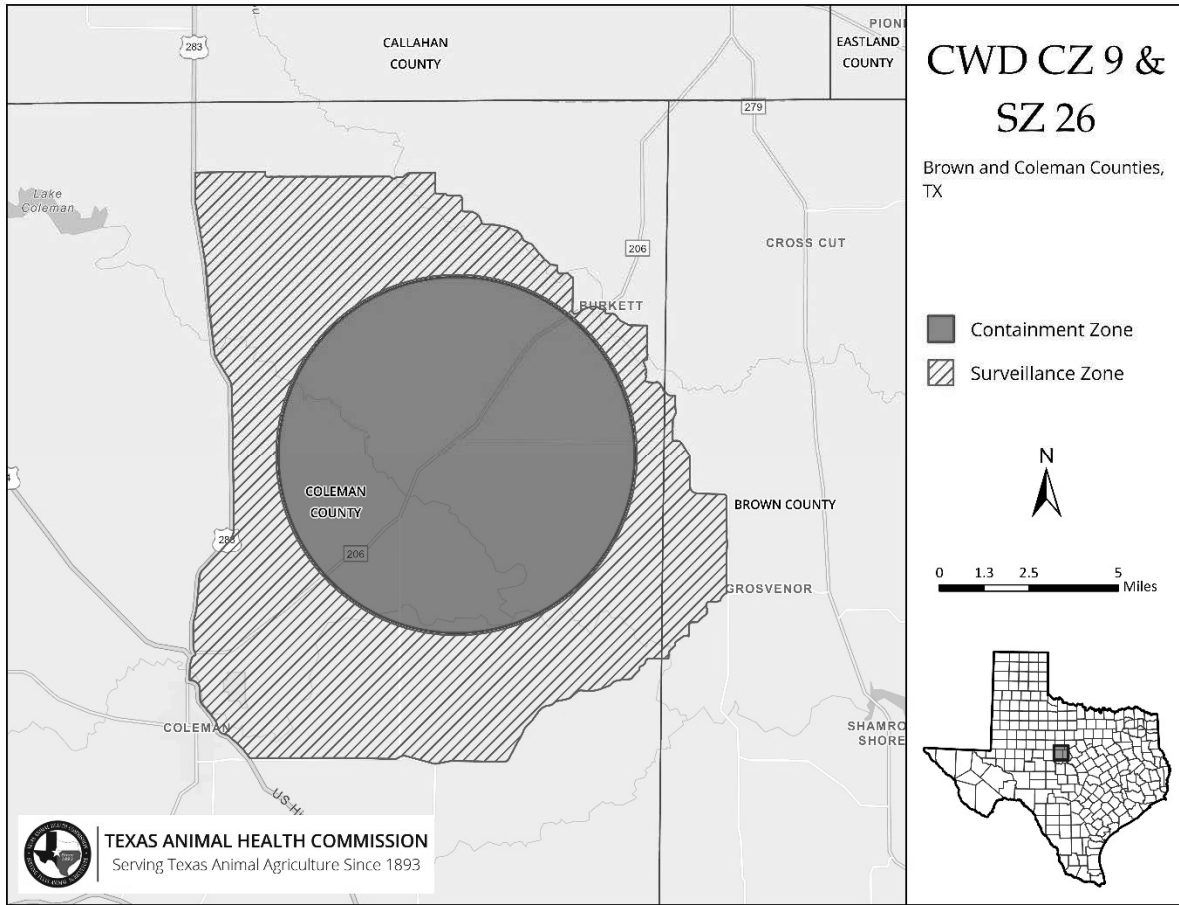 283
CALLAHAN
COUNTY
EASTLAND
COUNTY
279
Lake
Coleman
206
CROSS CUT
BURKETT
COLEMAN
COUNTY
206
BROWN COUNTY
283
GROSVENOR
COLEMAN
SHAMRO
SHORE
US Hi
TEXAS ANIMAL HEALTH COMMISSION
Serving Texas Animal Agriculture Since 1893
CWD CZ 9 &
SZ 26
Brown and Coleman Counties,
TX
Containment Zone
Surveillance Zone
N
0 1.3 2.5 5
Miles